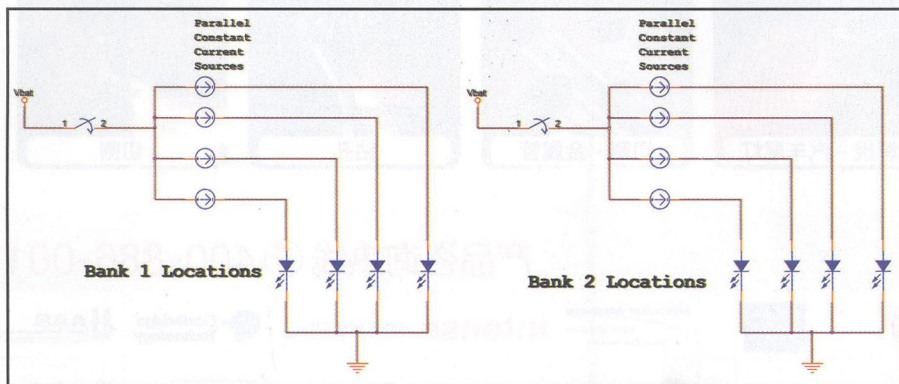 Parallel
Constant
Current
Sources
Vbat
1 2
Bank 1 Locations
Parallel
Constant
Current
Sources
Vbat
1 2
Bank 2 Locations